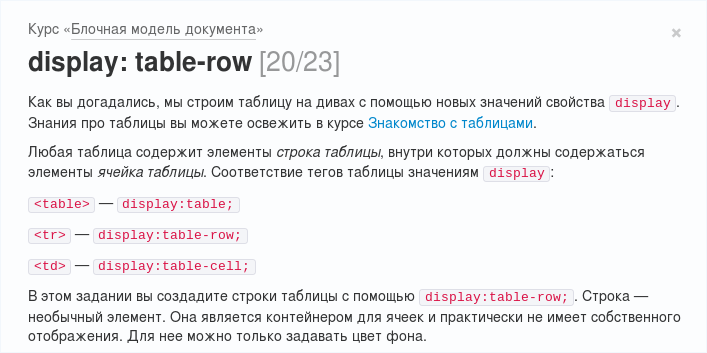 Курс «Блочная модель документа»
×
display: table-row [20/23]
Как вы догадались, мы строим таблицу на дивах с помощью новых значений свойства display.
Знания про таблицы вы можете освежить в курсе Знакомство с таблицами.
Любая таблица содержит элементы строка таблицы, внутри которых должны содержаться
элементы ячейка таблицы. Соответствие тегов таблицы значениям display:
<table> — display:table;
<tr> — display:table-row;
<td> — display:table-cell;
В этом задании вы создадите строки таблицы с помощью display:table-row;. Строка —
необычный элемент. Она является контейнером для ячеек и практически не имеет собственного
отображения. Для нее можно только задавать цвет фона.